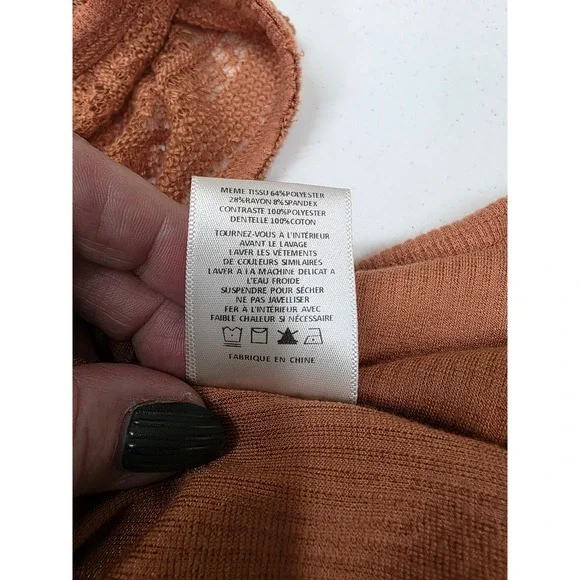 MEME TISSU 64%POLYESTER
28%RAYON 8%SPANDEX
CONTRASTE 100%POLYESTER
DENTELLE 100%COTON
TOURNEZ-VOUS À L'INTÉRIEUR
AVANT LE LAVAGE
LAVER LES VÊTEMENTS
DE COULEURS SIMILAIRES
LAVER A LA MACHINE DELICAT A
L'EAU FROIDE
SUSPENDRE POUR SÉCHER
NE PAS JAVELLISER
FER À L'INTÉRIEUR AVEC
FAIBLE CHALEUR SI NÉCESSAIRE
FABRIQUE EN CHINE